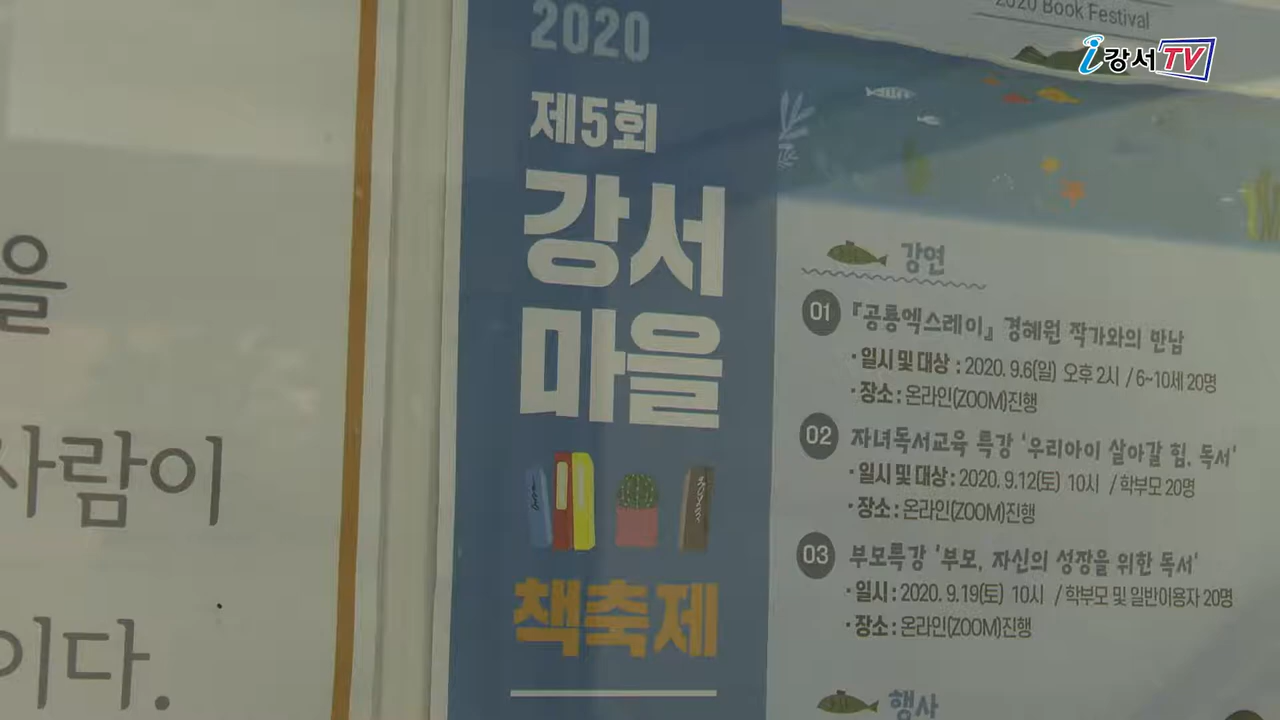 을
사람이
이다.
2020
제5회
강서
마을
책축제
2020 Book Festival
i강서TV
강연
01 『공룡엑스레이』 경혜원 작가와의 만남
· 일시 및 대상 : 2020. 9.6(일) 오후 2시 / 6~10세 20명
· 장소 : 온라인(ZOOM)진행
02 자녀독서교육 특강 '우리아이 살아갈 힘, 독서'
· 일시 및 대상 : 2020. 9.12(토) 10시 / 학부모 20명
· 장소 : 온라인(ZOOM)진행
03 부모특강 '부모, 자신의 성장을 위한 독서'
· 일시 : 2020. 9.19(토) 10시 / 학부모 및 일반이용자 20명
· 장소 : 온라인(ZOOM)진행
행사